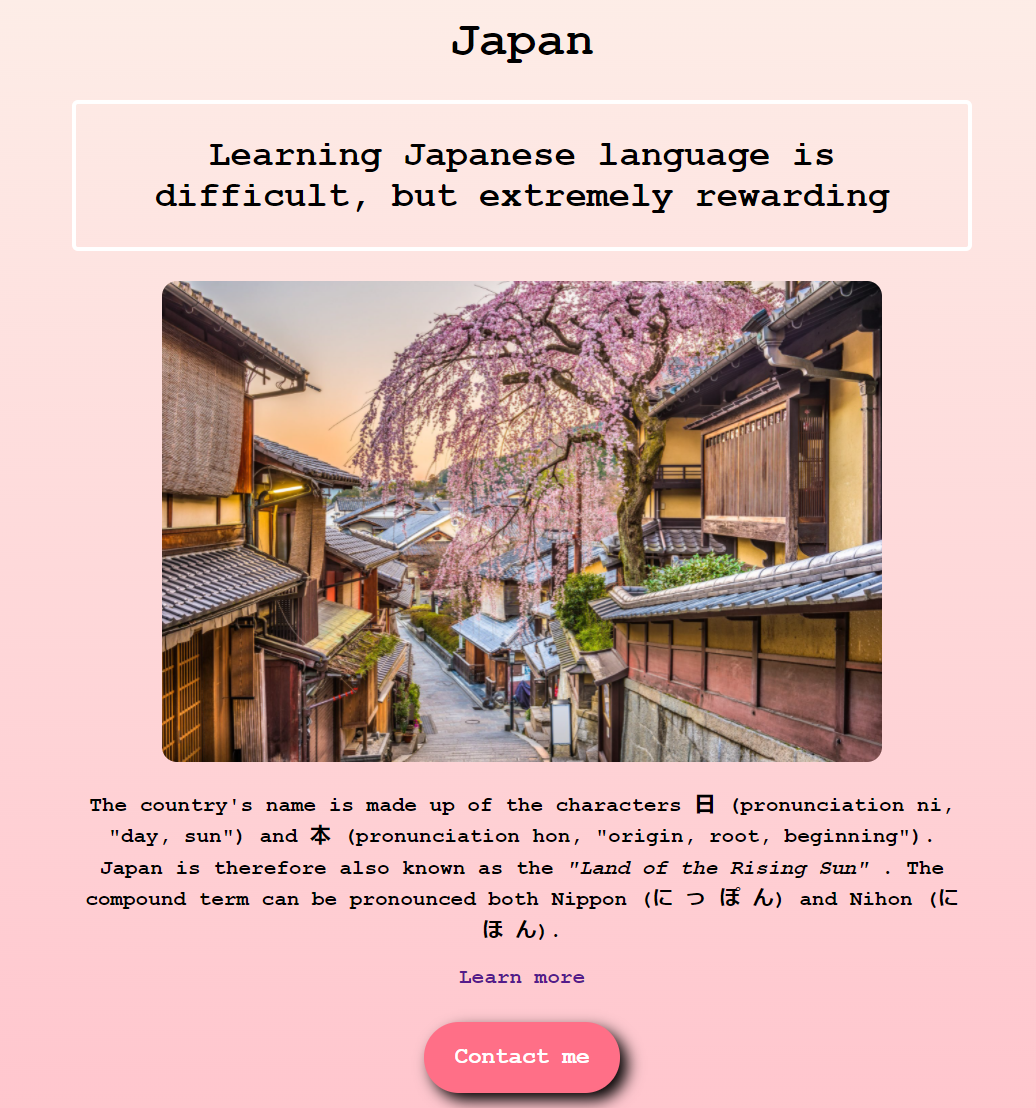 Japan
Learning Japanese language is
difficult, but extremely rewarding
The country's name is made up of the characters 日 (pronunciation ni,
"day, sun") and 本 (pronunciation hon, "origin, root, beginning").
Japan is therefore also known as the "Land of the Rising Sun" . The
compound term can be pronounced both Nippon (に っ ぽ ん) and Nihon (に
ほ ん).
Learn more
Contact me